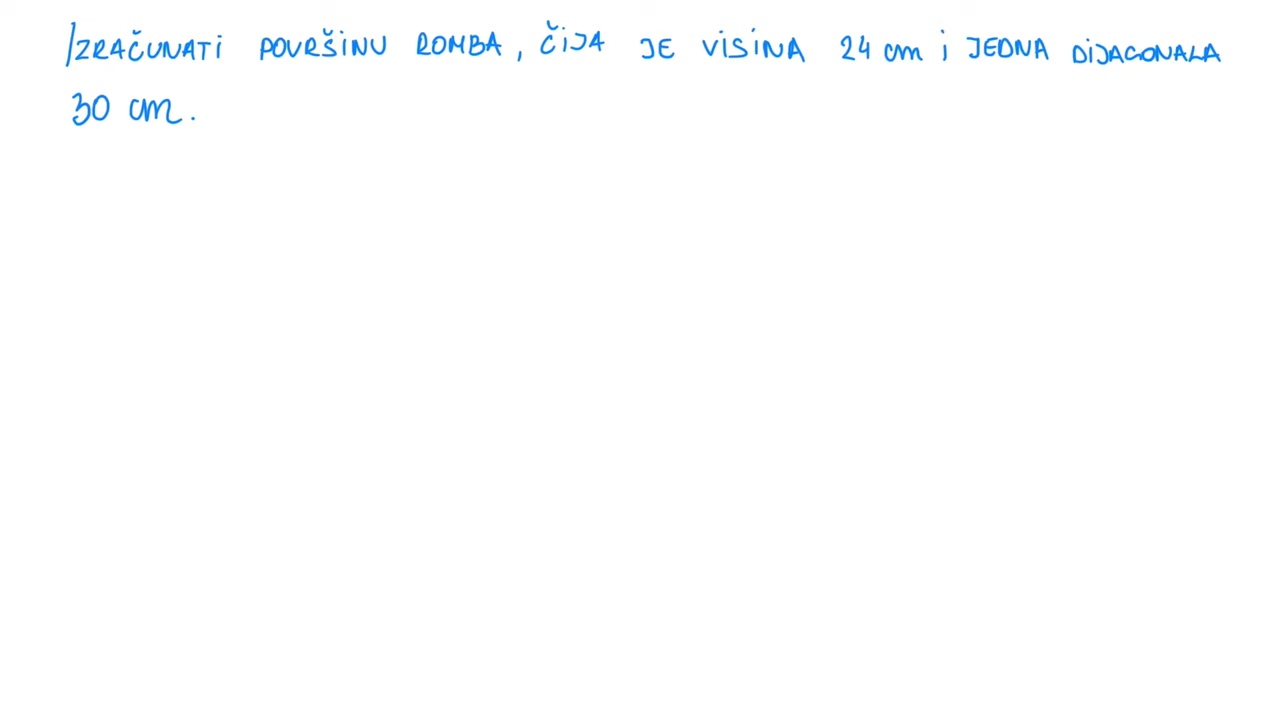 IZRAČUNATI POVRŠINU ROMBA, ČIJA JE VISINA 24 cm i JEDNA DIJAGONALA
30 cm.